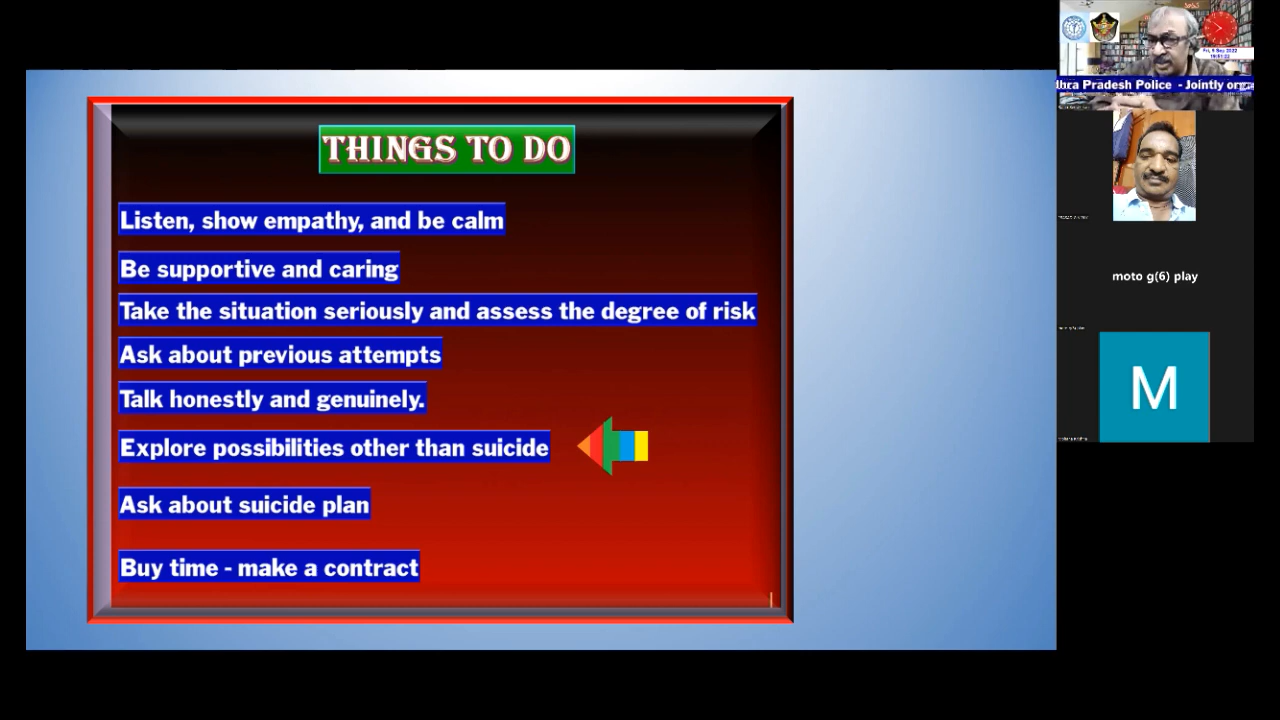 THINGS TO DO
Listen, show empathy, and be calm
Be supportive and caring
Take the situation seriously and assess the degree of risk
Ask about previous attempts
Talk honestly and genuinely.
Explore possibilities other than suicide
Ask about suicide plan
Buy time - make a contract
Pradesh Police - Jointly
moto g(6) play
M